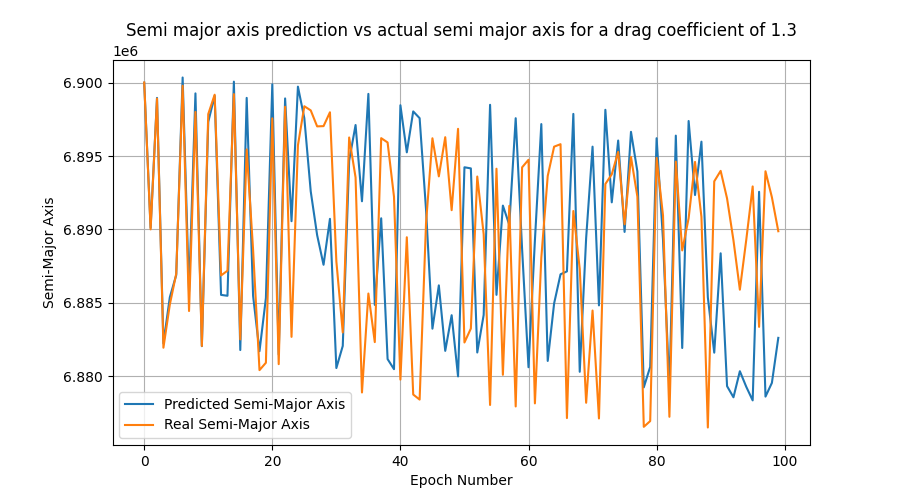 Semi major axis prediction vs actual semi major axis for a drag coefficient of 1.3
1e6
6.900
6.895
6.890
6.885
6.880
Semi-Major Axis
Predicted Semi-Major Axis
Real Semi-Major Axis
0 20 40 60 80 100
Epoch Number